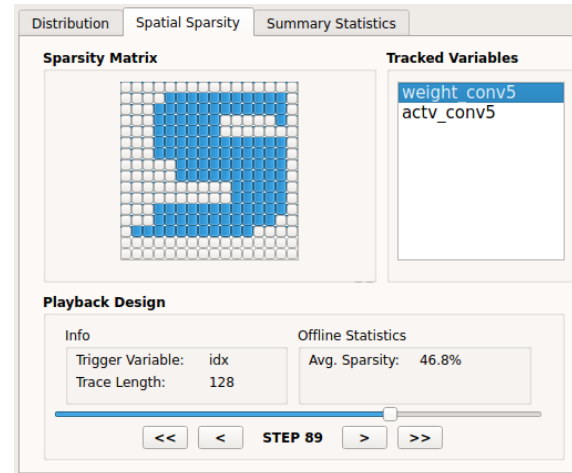 Distribution Spatial Sparsity Summary Statistics
Sparsity Matrix Tracked Variables
weight_conv5
actv_conv5
Playback Design
Info Offline Statistics
Trigger Variable: idx Avg. Sparsity: 46.8%
Trace Length: 128
<< < STEP 89 > >>